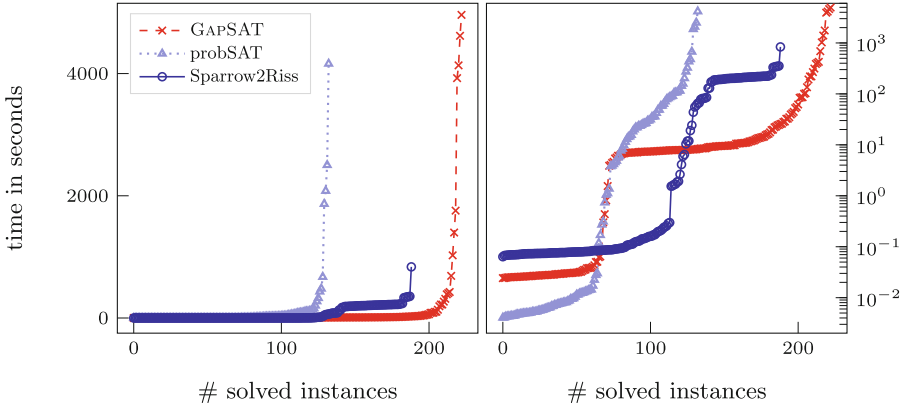 GAPSAT
probSAT
Sparrow2Riss
time in seconds
4000
2000
0
0
100
200
# solved instances
0
100
200
# solved instances
10³
10²
10¹
10⁰
10⁻¹
10⁻²